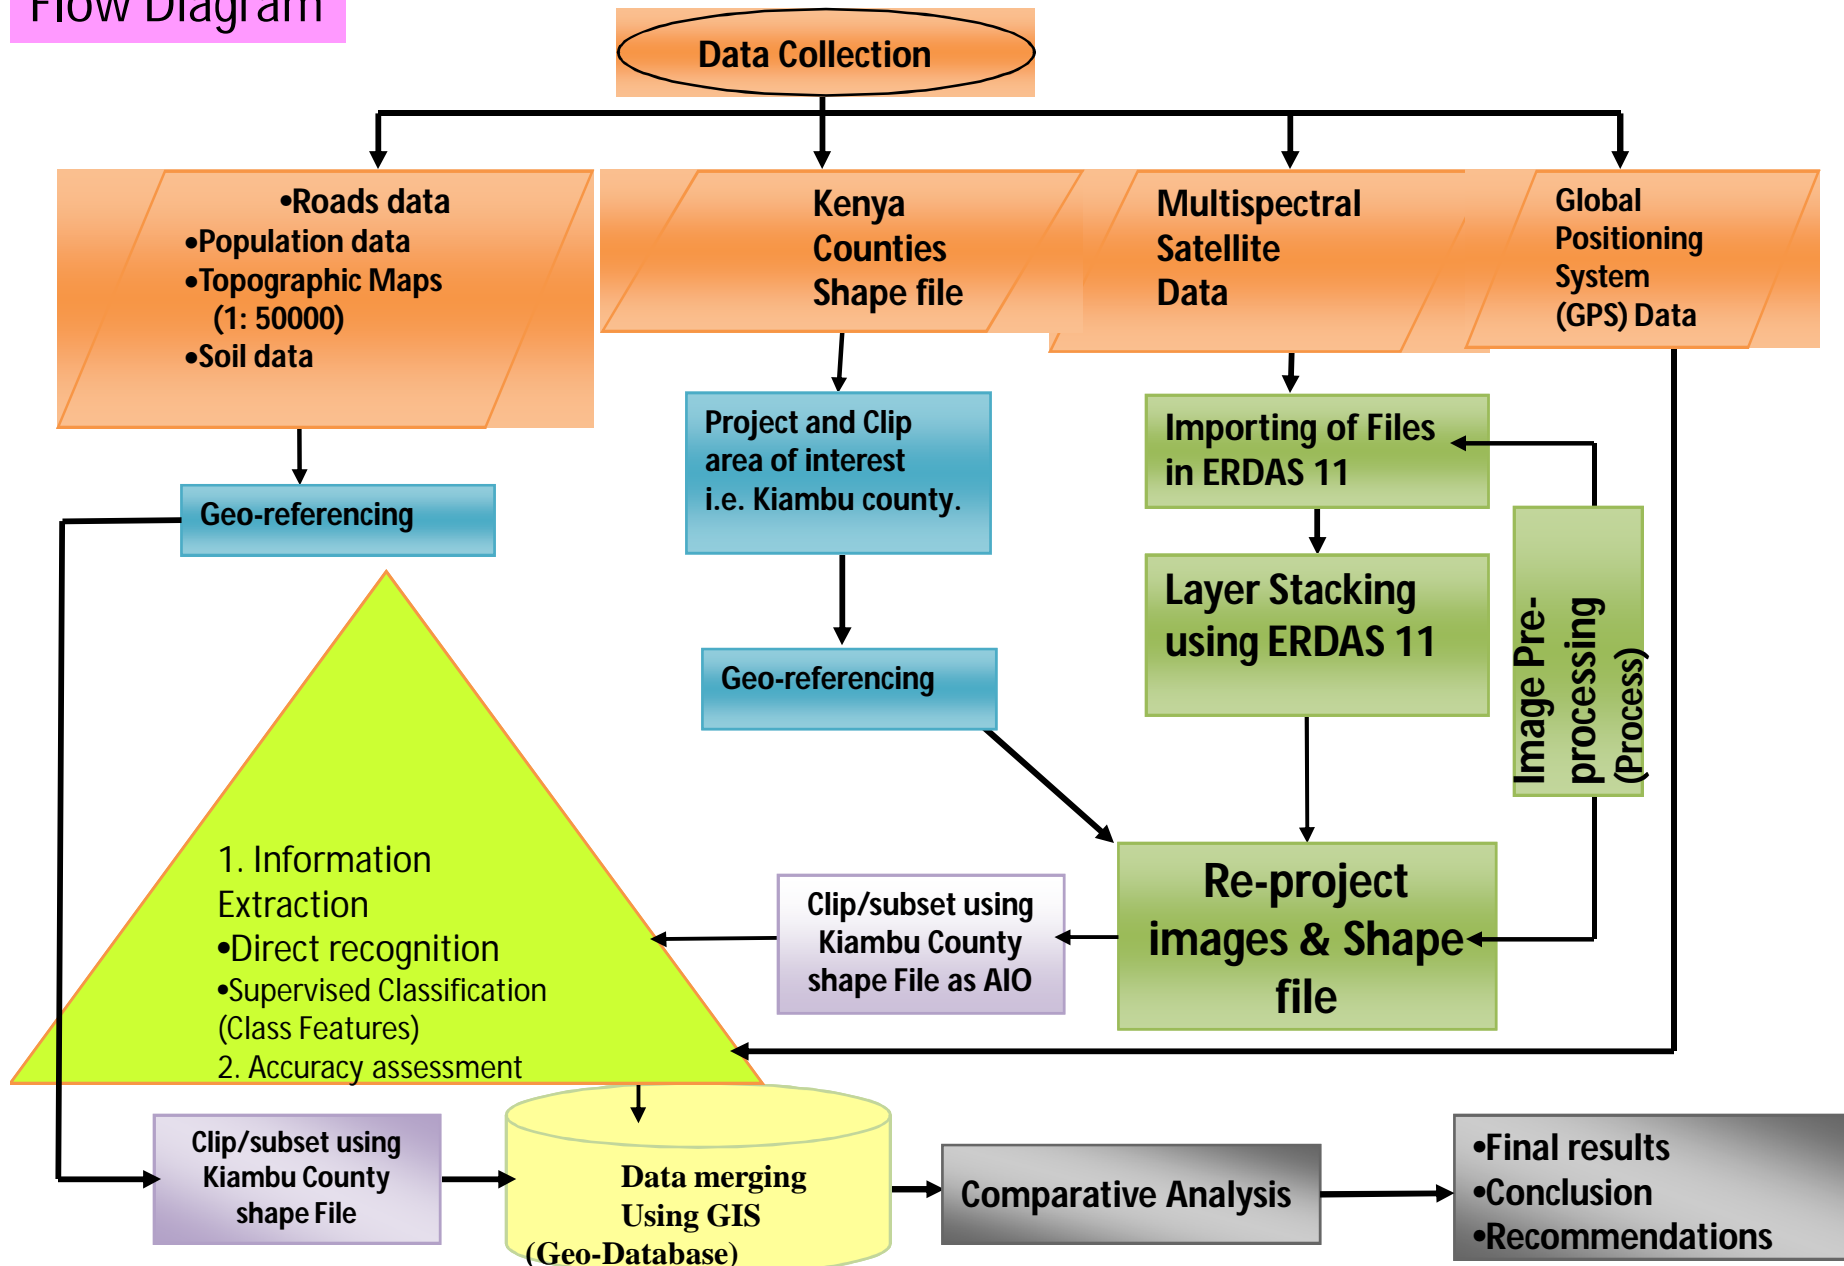 Flow Diagram
Data Collection
•Roads data
•Population data
•Topographic Maps
(1: 50000)
•Soil data
Kenya
Counties
Shape file
Multispectral
Satellite
Data
Global
Positioning
System
(GPS) Data
Geo-referencing
Project and Clip
area of interest
i.e. Kiambu county.
Importing of Files
in ERDAS 11
Layer Stacking
using ERDAS 11
Image Pre-
processing
(Process)
Geo-referencing
1. Information
Extraction
•Direct recognition
•Supervised Classification
(Class Features)
2. Accuracy assessment
Clip/subset using
Kiambu County
shape File as AIO
Re-project
images & Shape
file
Clip/subset using
Kiambu County
shape File
Data merging
Using GIS
(Geo-Database)
Comparative Analysis
•Final results
•Conclusion
•Recommendations